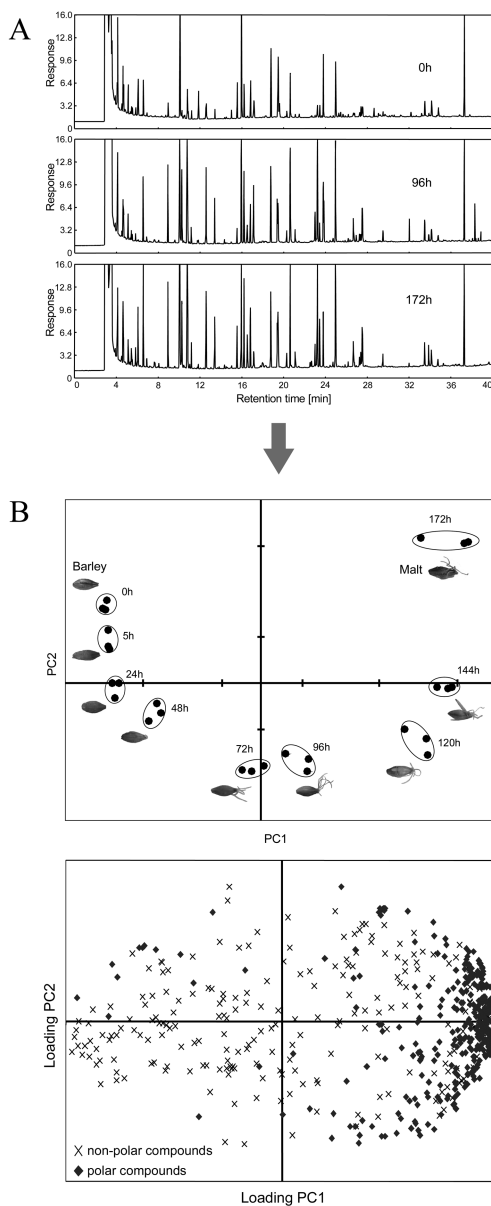 A
Response
16.0
12.8
9.6
6.4
3.2
0
0h
Response
16.0
12.8
9.6
6.4
3.2
0
96h
Response
16.0
12.8
9.6
6.4
3.2
0
172h
0 4 8 12 16 20 24 28 32 36 40
Retention time [min]
B
PC2
172h
Barley
Malt
0h
5h
24h
144h
48h
72h
96h
120h
PC1
Loading PC2
non-polar compounds
polar compounds
Loading PC1